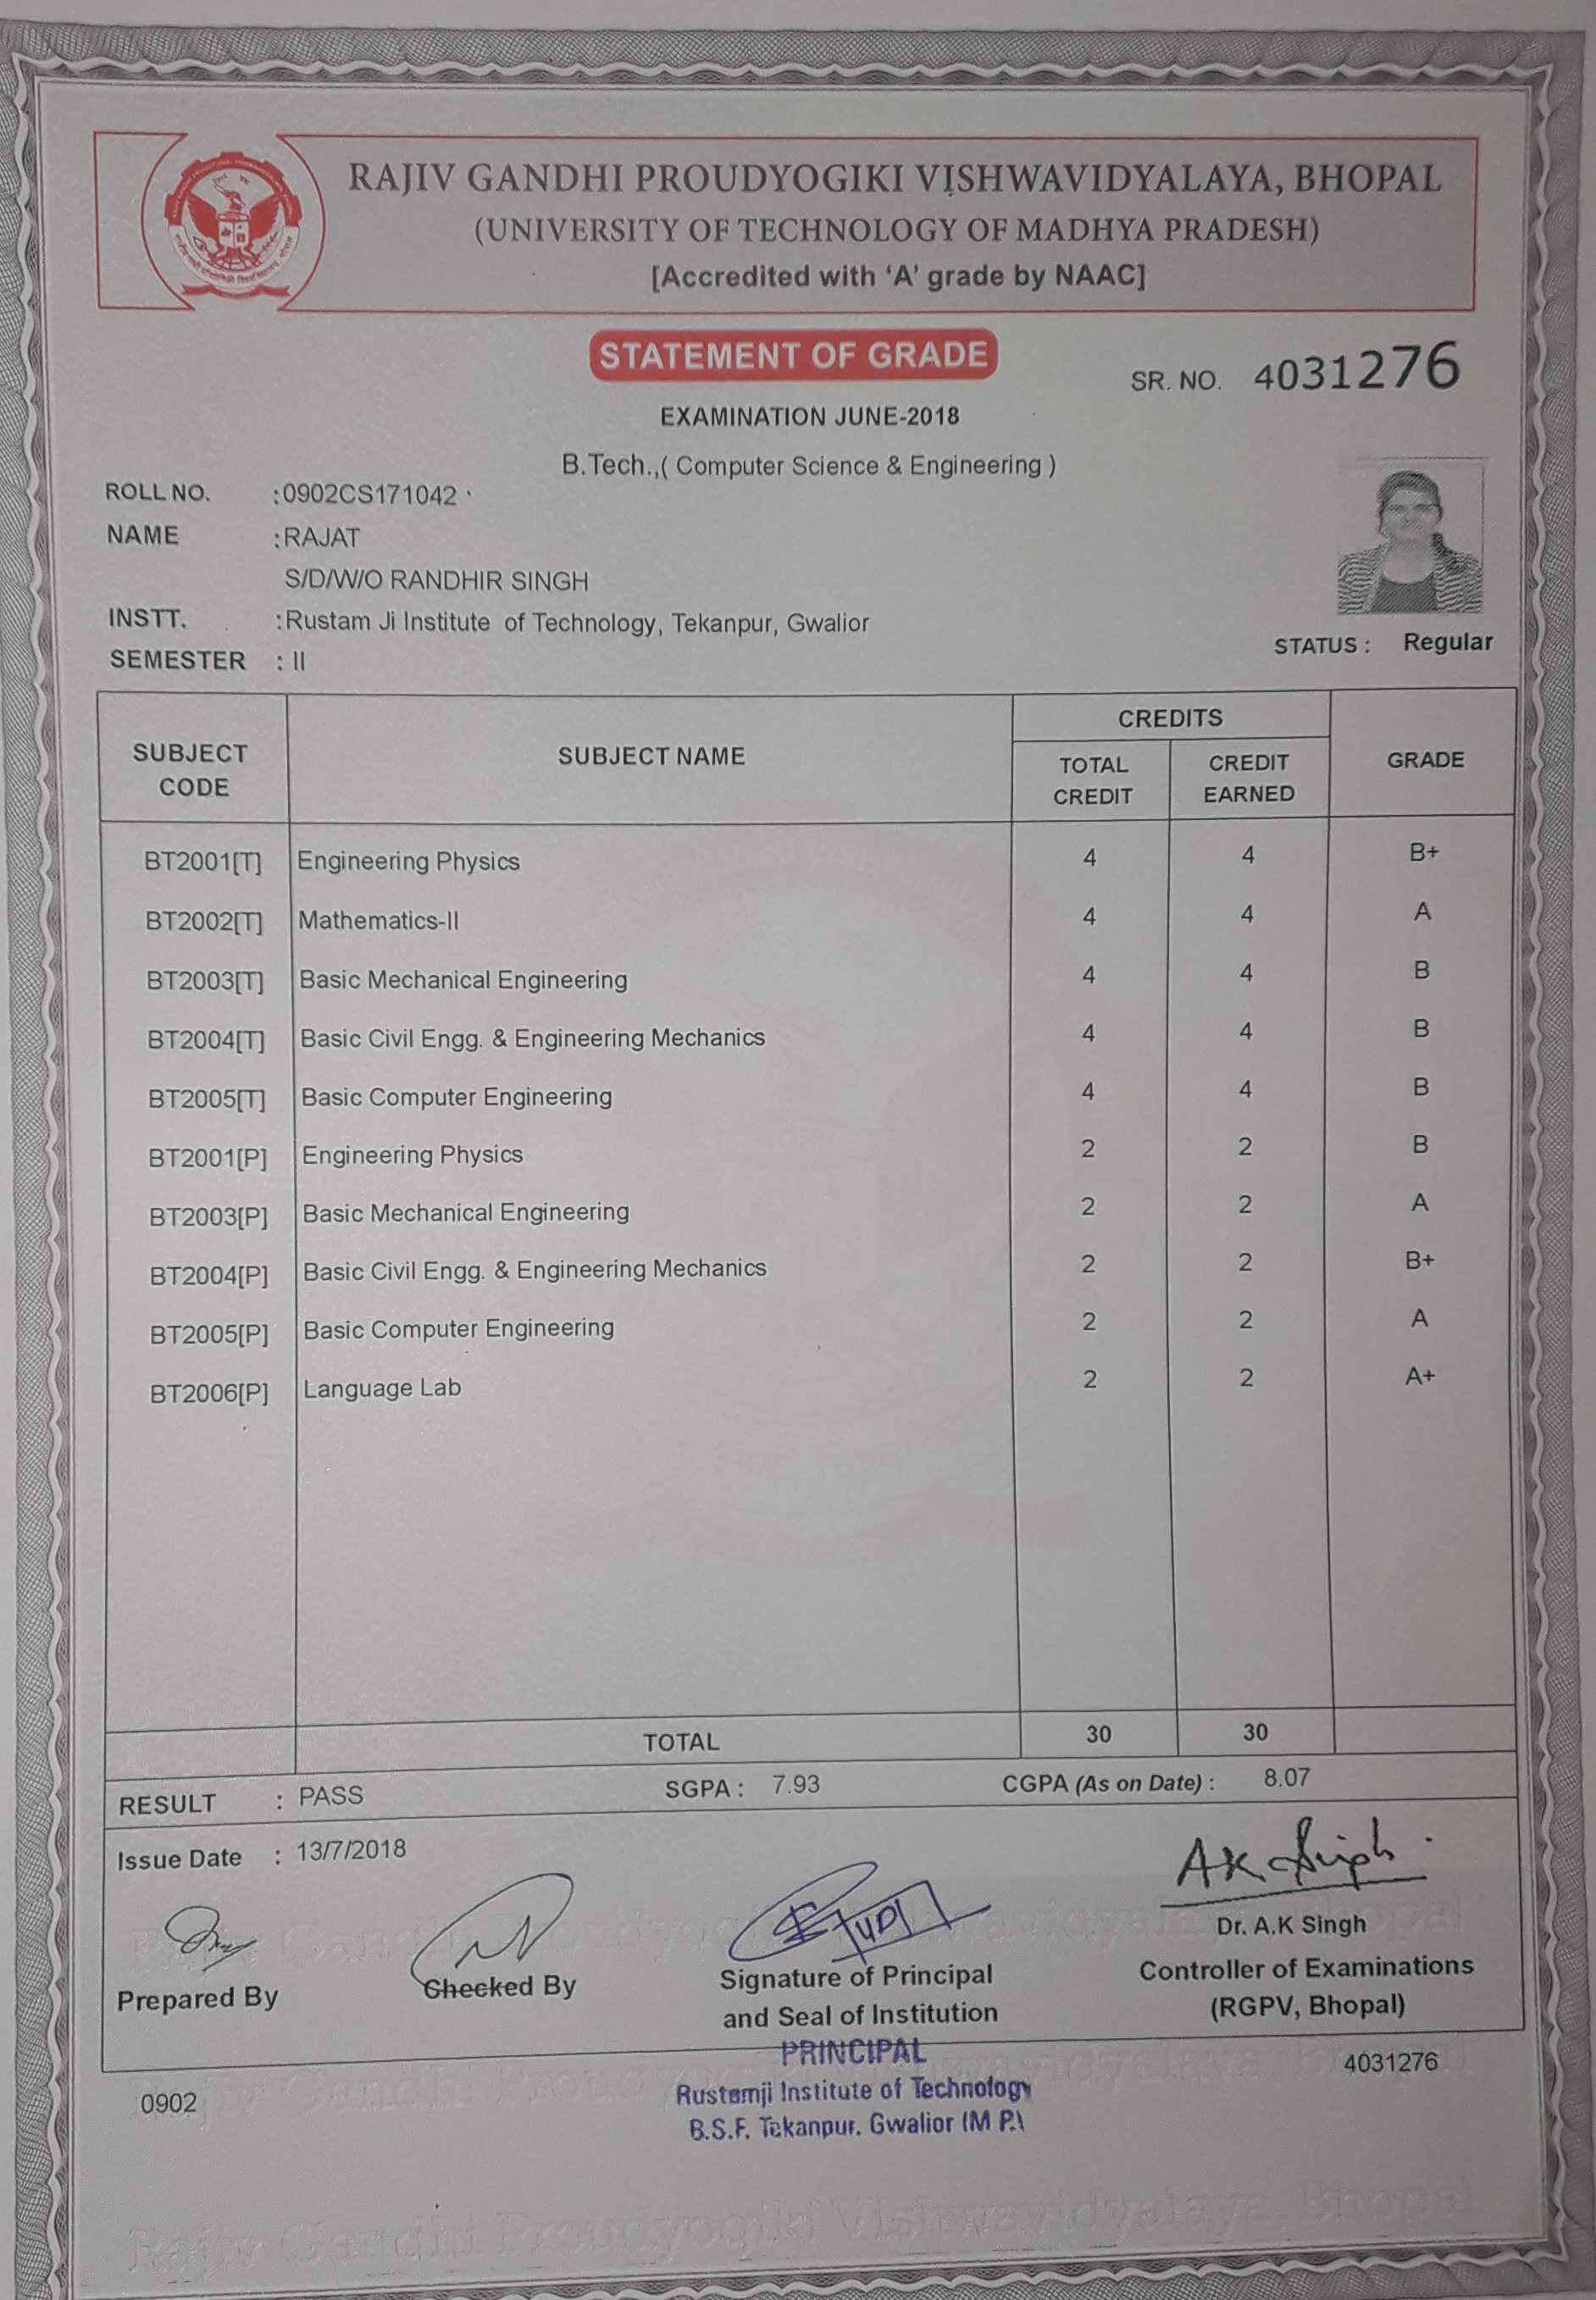 RAJIV GANDHI PROUDYOGIKI VISHWAVIDYALAYA, BHOPAL
(UNIVERSITY OF TECHNOLOGY OF MADHYA PRADESH)
[Accredited with ‘A’ grade by NAAC]
STATEMENT OF GRADE
SR. NO. 4031276
EXAMINATION JUNE-2018
B.Tech.,( Computer Science & Engineering )
ROLL NO. :0902CS171042
NAME :RAJAT
S/D/W/O RANDHIR SINGH
INSTT. :Rustam Ji Institute of Technology, Tekanpur, Gwalior
STATUS : Regular
SEMESTER : II
SUBJECT CODE SUBJECT NAME CREDITS GRADE
TOTAL CREDIT CREDIT EARNED
BT2001[T] Engineering Physics 4 4 B+
BT2002[T] Mathematics-II 4 4 A
BT2003[T] Basic Mechanical Engineering 4 4 B
BT2004[T] Basic Civil Engg. & Engineering Mechanics 4 4 B
BT2005[T] Basic Computer Engineering 4 4 B
BT2001[P] Engineering Physics 2 2 B
BT2003[P] Basic Mechanical Engineering 2 2 A
BT2004[P] Basic Civil Engg. & Engineering Mechanics 2 2 B+
BT2005[P] Basic Computer Engineering 2 2 A
BT2006[P] Language Lab 2 2 A+
TOTAL 30 30
RESULT : PASS SGPA : 7.93 CGPA (As on Date) : 8.07
Issue Date : 13/7/2018
AK Singh
Dr. A.K Singh
Prepared By Checked By Signature of Principal Controller of Examinations
and Seal of Institution (RGPV, Bhopal)
PRINCIPAL
Rustamji Institute of Technology
B.S.F. Tekanpur. Gwalior (M P.)
0902 4031276
Rajiv Gandhi Proudyogiki Vishwavidyalaya, Bhopal